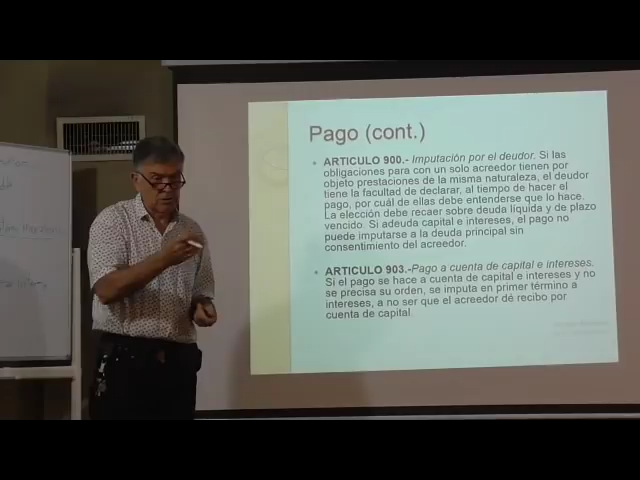 Pago (cont.)
ARTICULO 900.- Imputación por el deudor. Si las
obligaciones para con un solo acreedor tienen por
objeto prestaciones de la misma naturaleza, el deudor
tiene la facultad de declarar, al tiempo de hacer el
pago, por cuál de ellas debe entenderse que lo hace.
La elección debe recaer sobre deuda líquida y de plazo
vencido. Si adeuda capital e intereses, el pago no
puede imputarse a la deuda principal sin
consentimiento del acreedor.
ARTICULO 903.-Pago a cuenta de capital e intereses.
Si el pago se hace a cuenta de capital e intereses y no
se precisa su orden, se imputa en primer término a
intereses, a no ser que el acreedor dé recibo por
cuenta de capital.